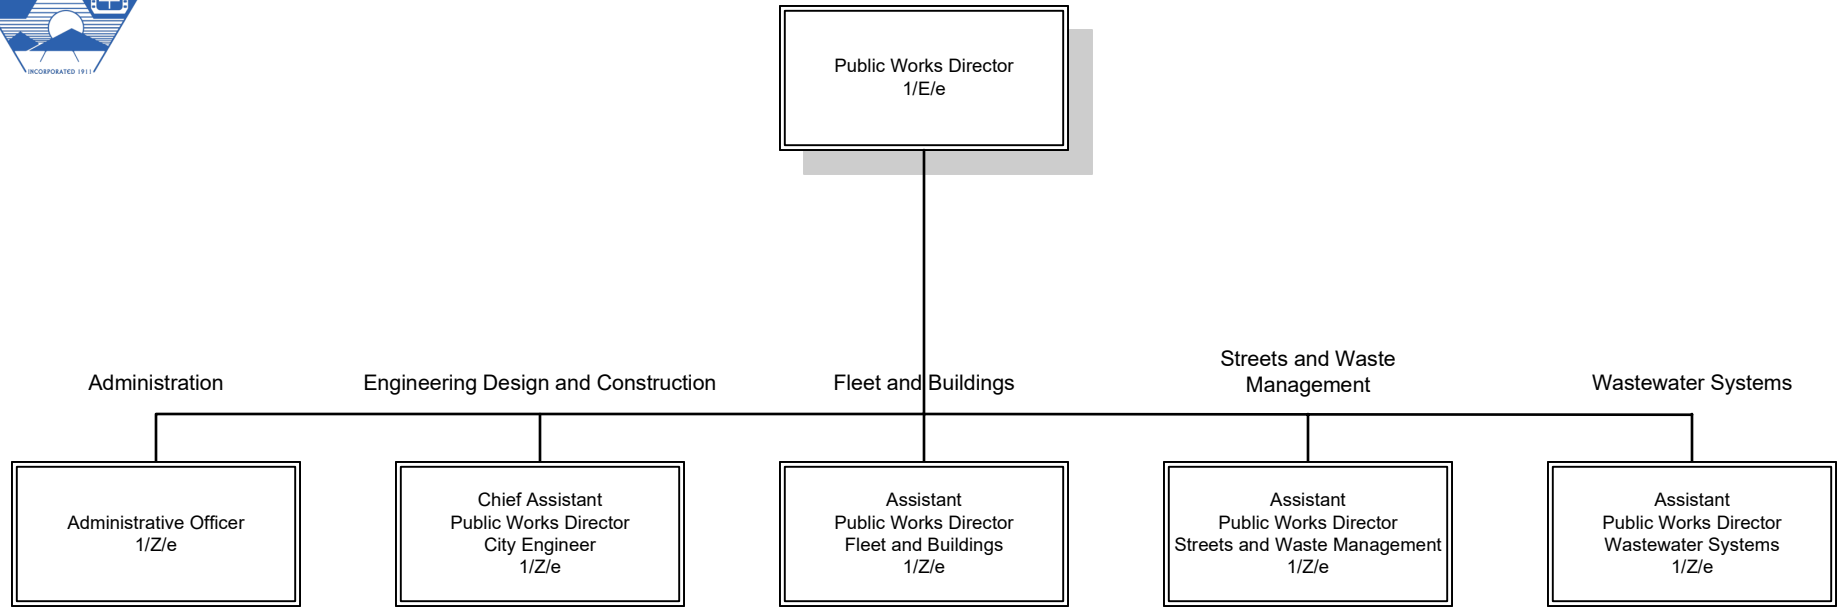 INCORPORATED 1911
Public Works Director
1/E/e
Administration
Engineering Design and Construction
Fleet and Buildings
Streets and Waste
Management
Wastewater Systems
Administrative Officer
1/Z/e
Chief Assistant
Public Works Director
City Engineer
1/Z/e
Assistant
Public Works Director
Fleet and Buildings
1/Z/e
Assistant
Public Works Director
Streets and Waste Management
1/Z/e
Assistant
Public Works Director
Wastewater Systems
1/Z/e